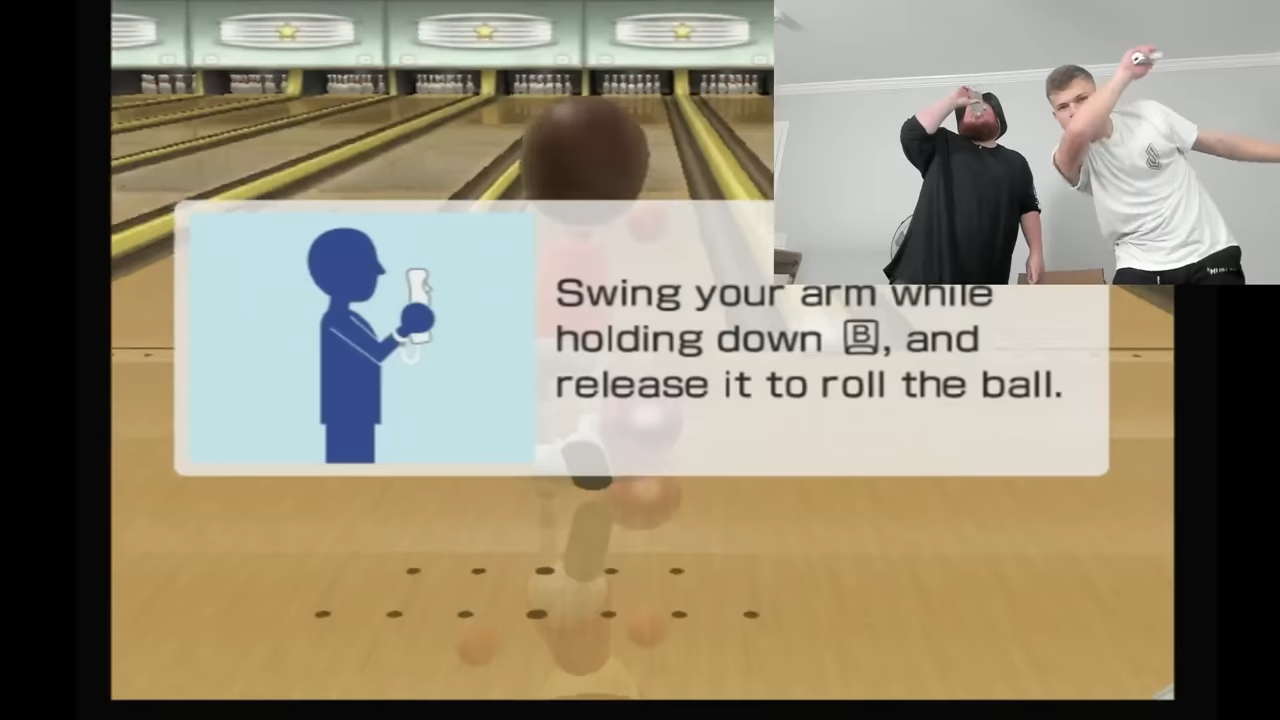 Swing your arm while
holding down B, and
release it to roll the ball.